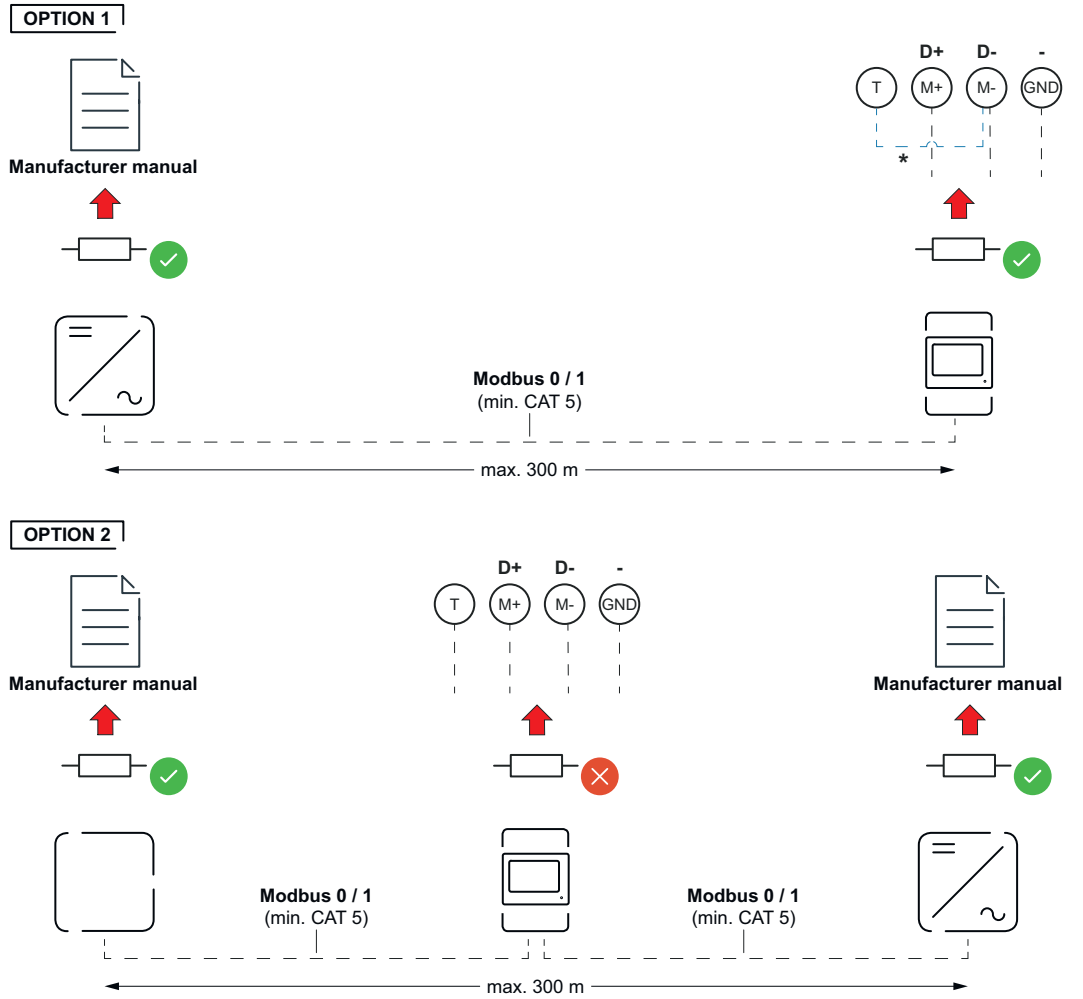 OPTION 1
D+ D- -
T M+ M- GND
*
Manufacturer manual
Modbus 0 / 1
(min. CAT 5)
max. 300 m
OPTION 2
D+ D- -
T M+ M- GND
Manufacturer manual
Manufacturer manual
Modbus 0 / 1
(min. CAT 5)
Modbus 0 / 1
(min. CAT 5)
max. 300 m